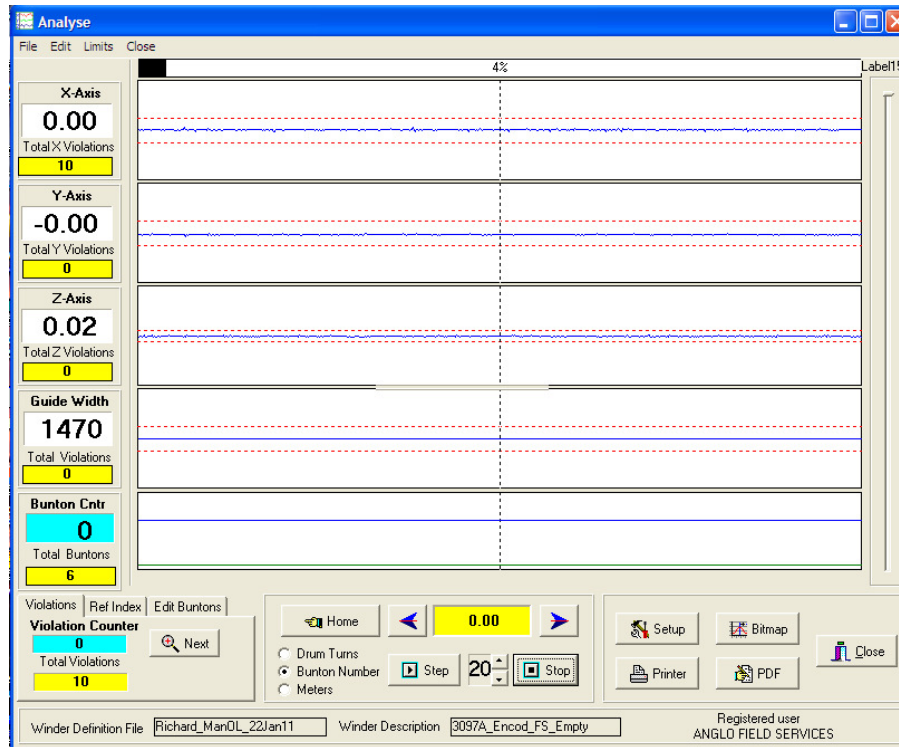 Analyse
File Edit Limits Close
4%
Label15
X-Axis
0.00
Total X Violations
10
Y-Axis
-0.00
Total Y Violations
0
Z-Axis
0.02
Total Z Violations
0
Guide Width
1470
Total Violations
0
Bunton Cntr
0
Total Buntons
6
Violations Ref Index Edit Buntons
Violation Counter
0
Next
Total Violations
10
Home
0.00
Drum Turns
Bunton Number
Meters
Step
20
Stop
Setup
Bitmap
Printer
PDF
Close
Winder Definition File Richard_ManOL_22Jan11 Winder Description 3097A_Encod_FS_Empty
Registered user
ANGLO FIELD SERVICES